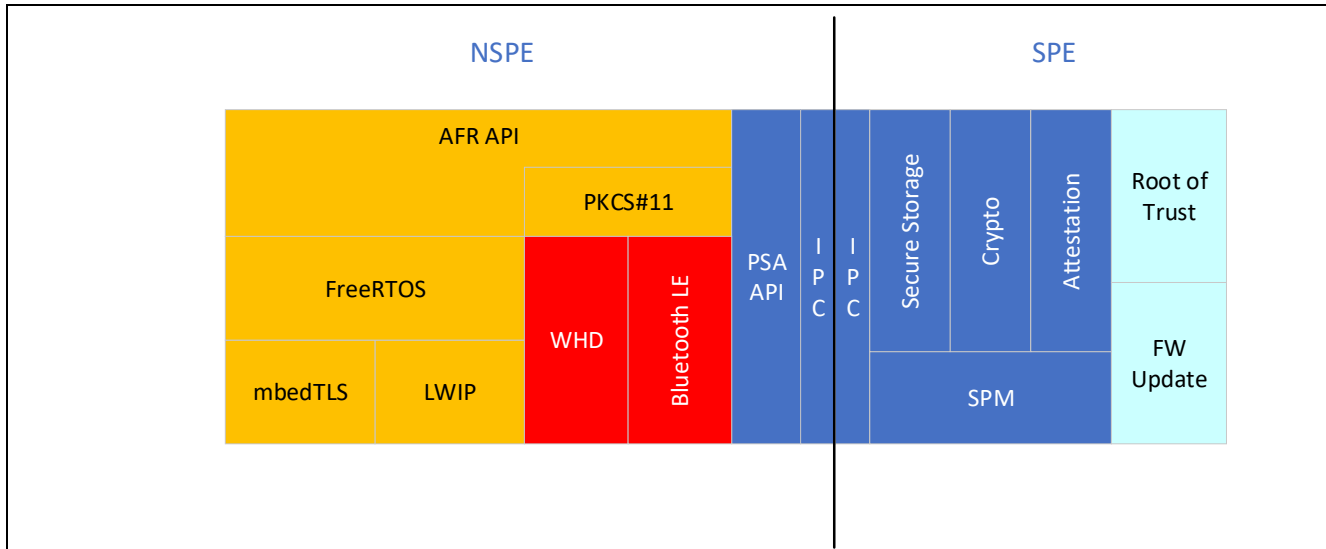 NSPE
SPE
AFR API
PKCS#11
FreeRTOS
mbedTLS
LWIP
WHD
Bluetooth LE
PSA
API
I
P
C
I
P
C
Secure Storage
Crypto
Attestation
SPM
Root of
Trust
FW
Update